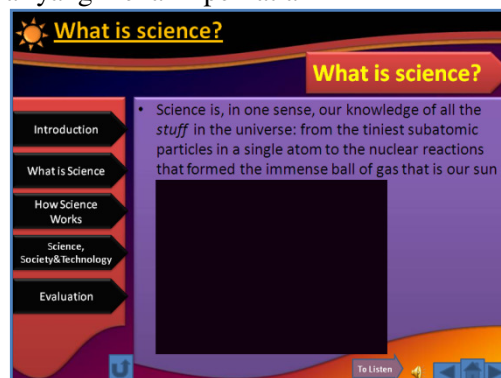 What is science?
What is science?
Introduction
What is Science
How Science
Works
Science,
Society&Technology
Evaluation
• Science is, in one sense, our knowledge of all the
stuff in the universe: from the tiniest subatomic
particles in a single atom to the nuclear reactions
that formed the immense ball of gas that is our sun
To Listen